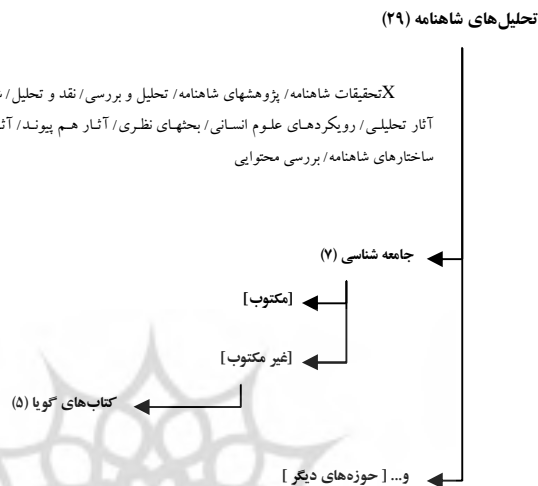 تحلیل‌های شاهنامه (۲۹)
Xتحقیقات شاهنامه/ پژوهشهای شاهنامه/ تحلیل و بررسی/ نقد و تحلیل/
آثار تحلیلی/ رویکردهای علوم انسانی/ بحثهای نظری/ آثار هم پیوند/
ساختارهای شاهنامه/ بررسی محتوایی
جامعه شناسی (۷)
[مکتوب]
[غیر مکتوب]
کتاب‌های گویا (۵)
و... [ حوزه‌های دیگر ]